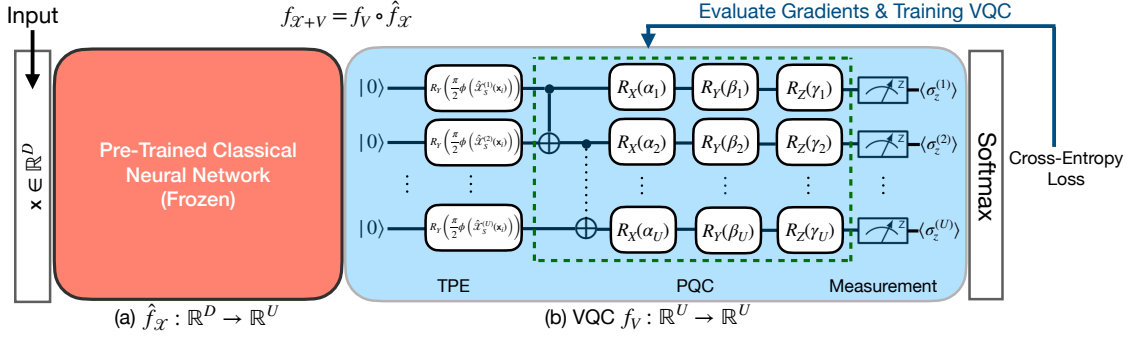 Input
f_{𝒳+V} = f_V ∘ \hat{f}_𝒳
Evaluate Gradients & Training VQC
x ∈ ℝ^D
Pre-Trained Classical
Neural Network
(Frozen)
|0⟩ R_Y(π/2 ϕ(\hat{𝒳}_S^{(1)}(x_i))) R_X(α_1) R_Y(β_1) R_Z(γ_1) Z ⟨σ_z^{(1)}⟩
|0⟩ R_Y(π/2 ϕ(\hat{𝒳}_S^{(2)}(x_i))) R_X(α_2) R_Y(β_2) R_Z(γ_2) Z ⟨σ_z^{(2)}⟩
⋮ ⋮ ⋮ ⋮ ⋮ ⋮
|0⟩ R_Y(π/2 ϕ(\hat{𝒳}_S^{(U)}(x_i))) R_X(α_U) R_Y(β_U) R_Z(γ_U) Z ⟨σ_z^{(U)}⟩
Softmax
Cross-Entropy
Loss
TPE PQC Measurement
(a) \hat{f}_𝒳 : ℝ^D → ℝ^U
(b) VQC f_V : ℝ^U → ℝ^U